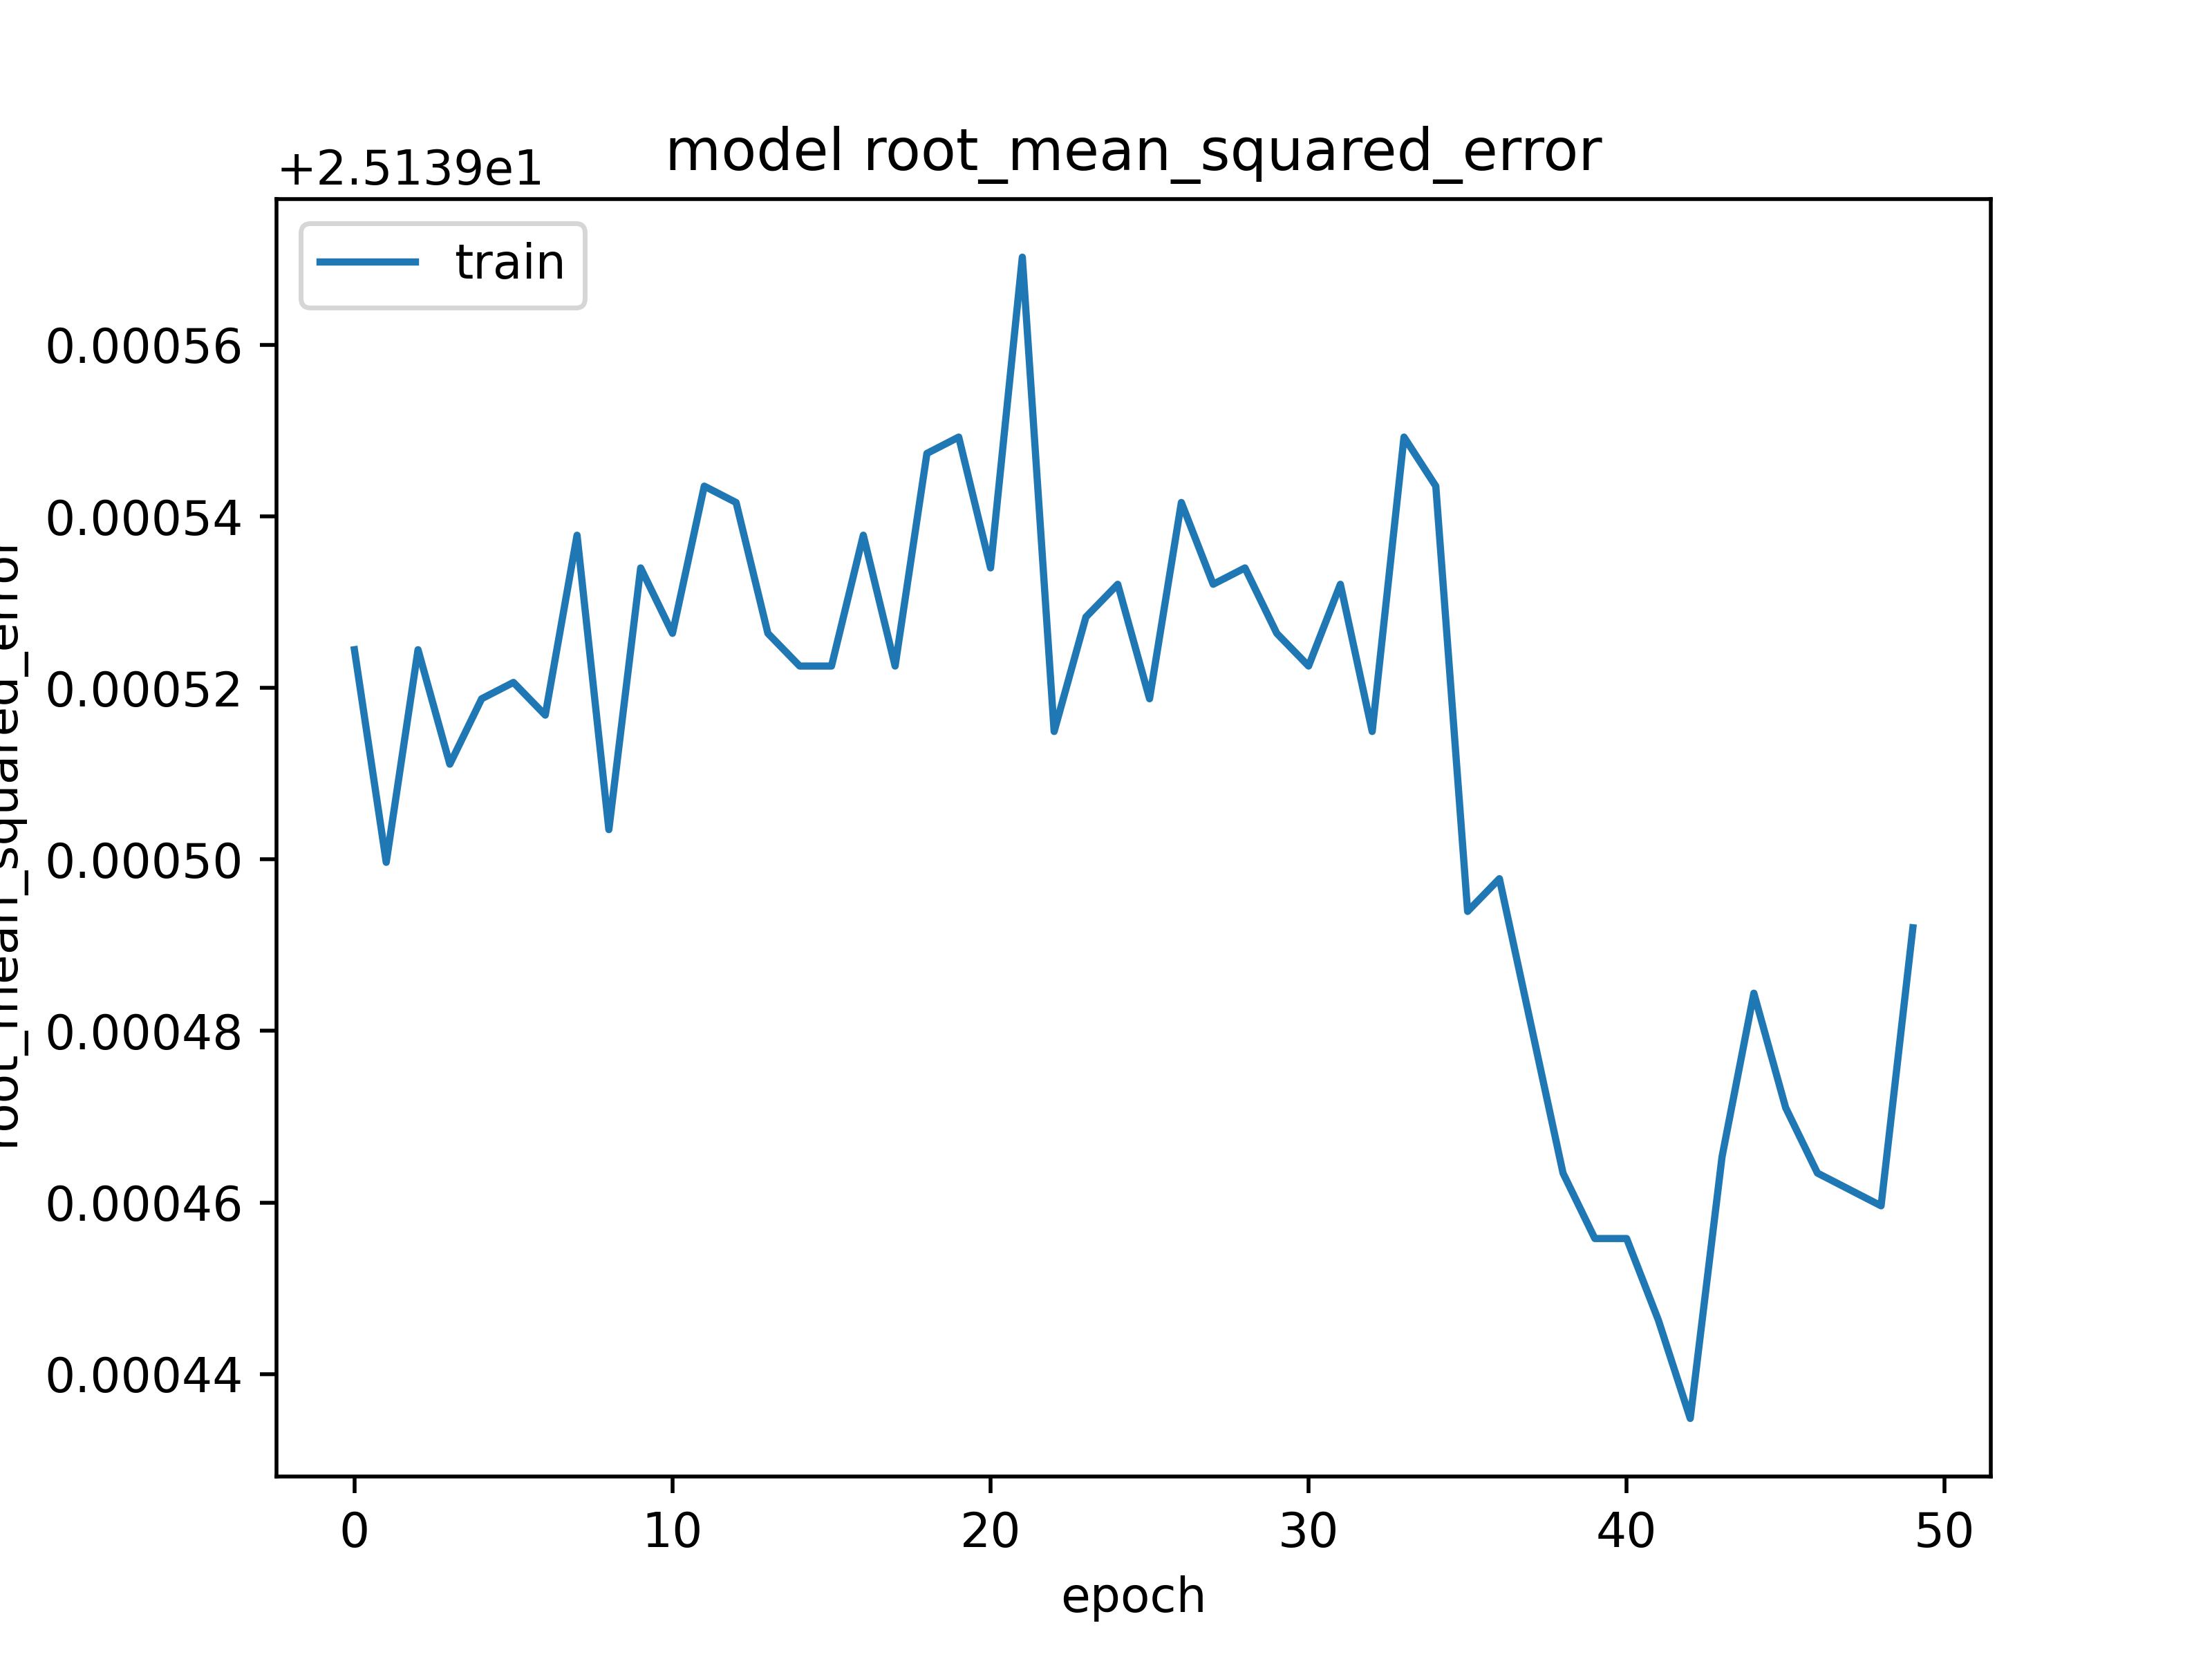 model root_mean_squared_error
+2.5139e1
train
0.00056
0.00054
0.00052
0.00050
0.00048
0.00046
0.00044
root_mean_squared_error
0 10 20 30 40 50
epoch